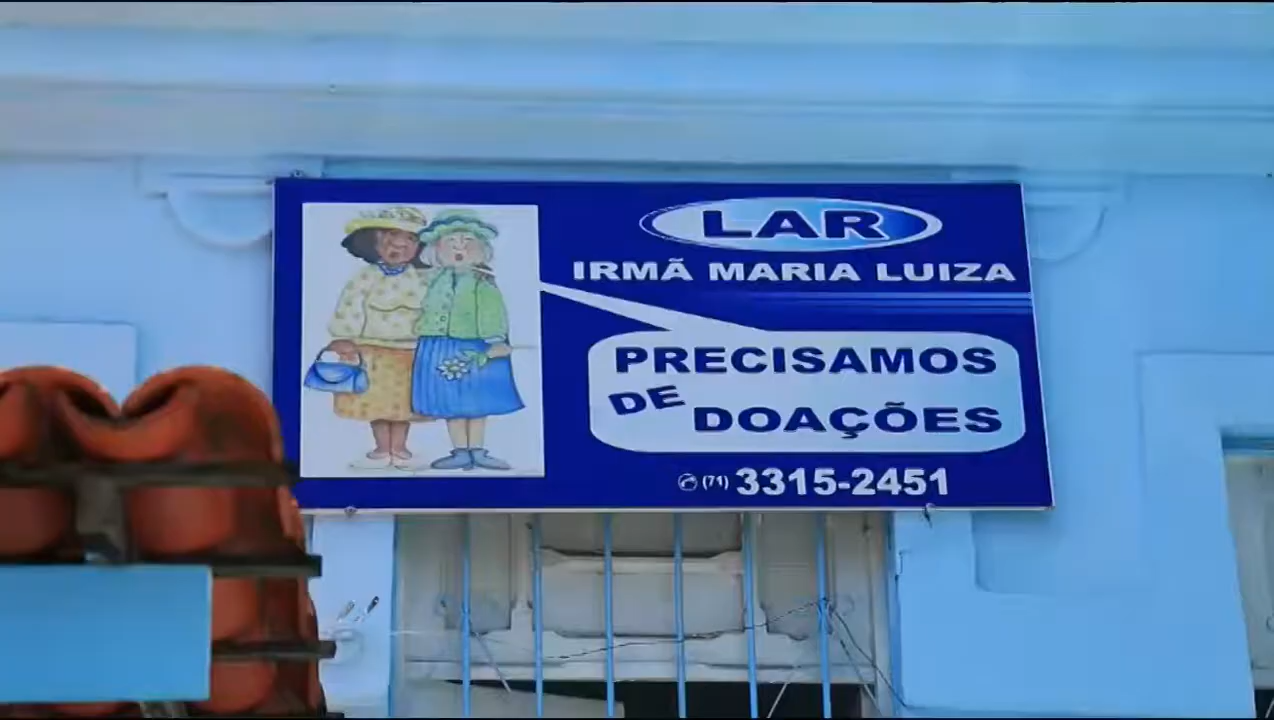 LAR
IRMÃ MARIA LUIZA
PRECISAMOS
DE DOAÇÕES
(71) 3315-2451